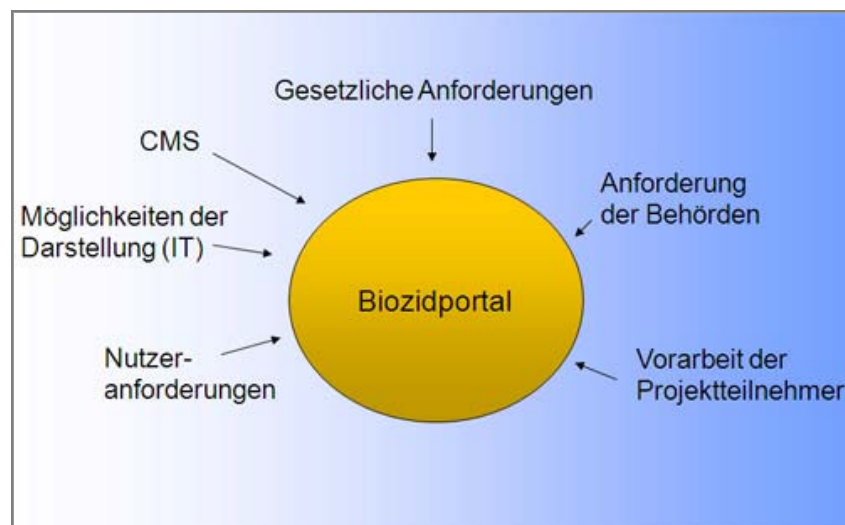 Gesetzliche Anforderungen
CMS
Anforderung
der Behörden
Möglichkeiten der
Darstellung (IT)
Biozidportal
Nutzer-
anforderungen
Vorarbeit der
Projektteilnehmer